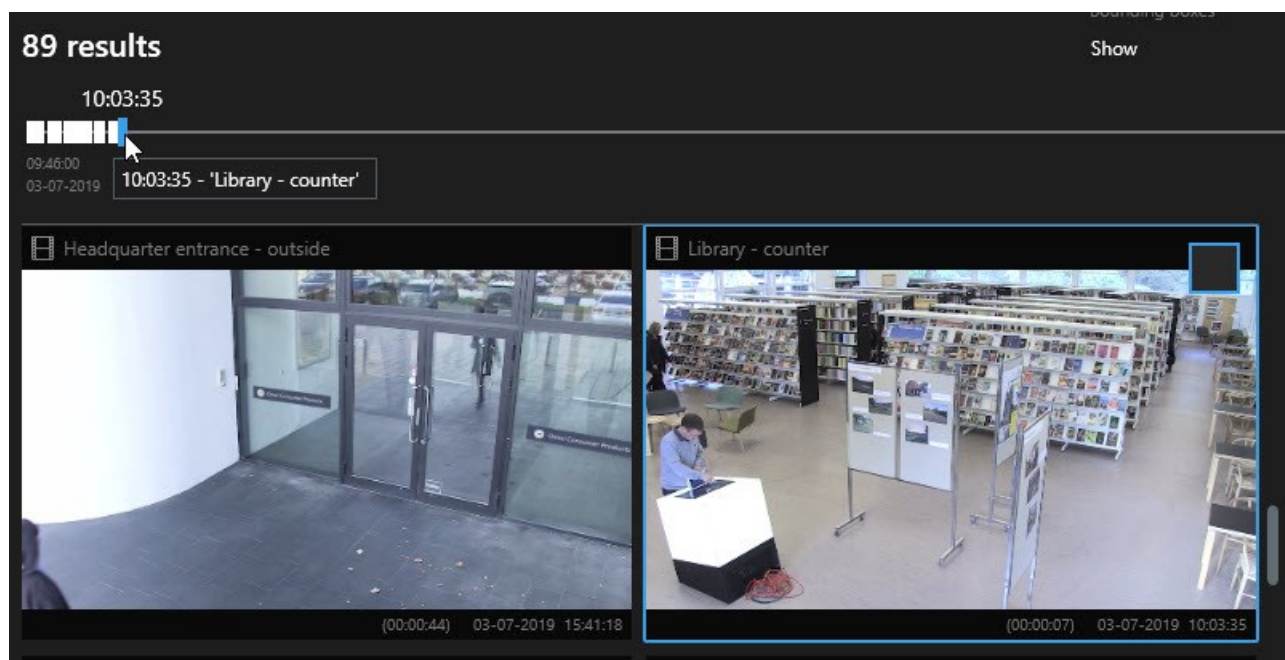 bounding boxes
89 results
Show
10:03:35
09:46:00
03-07-2019
10:03:35 - 'Library - counter'
Headquarter entrance - outside
Library - counter
(00:00:44) 03-07-2019 15:41:18
(00:00:07) 03-07-2019 10:03:35